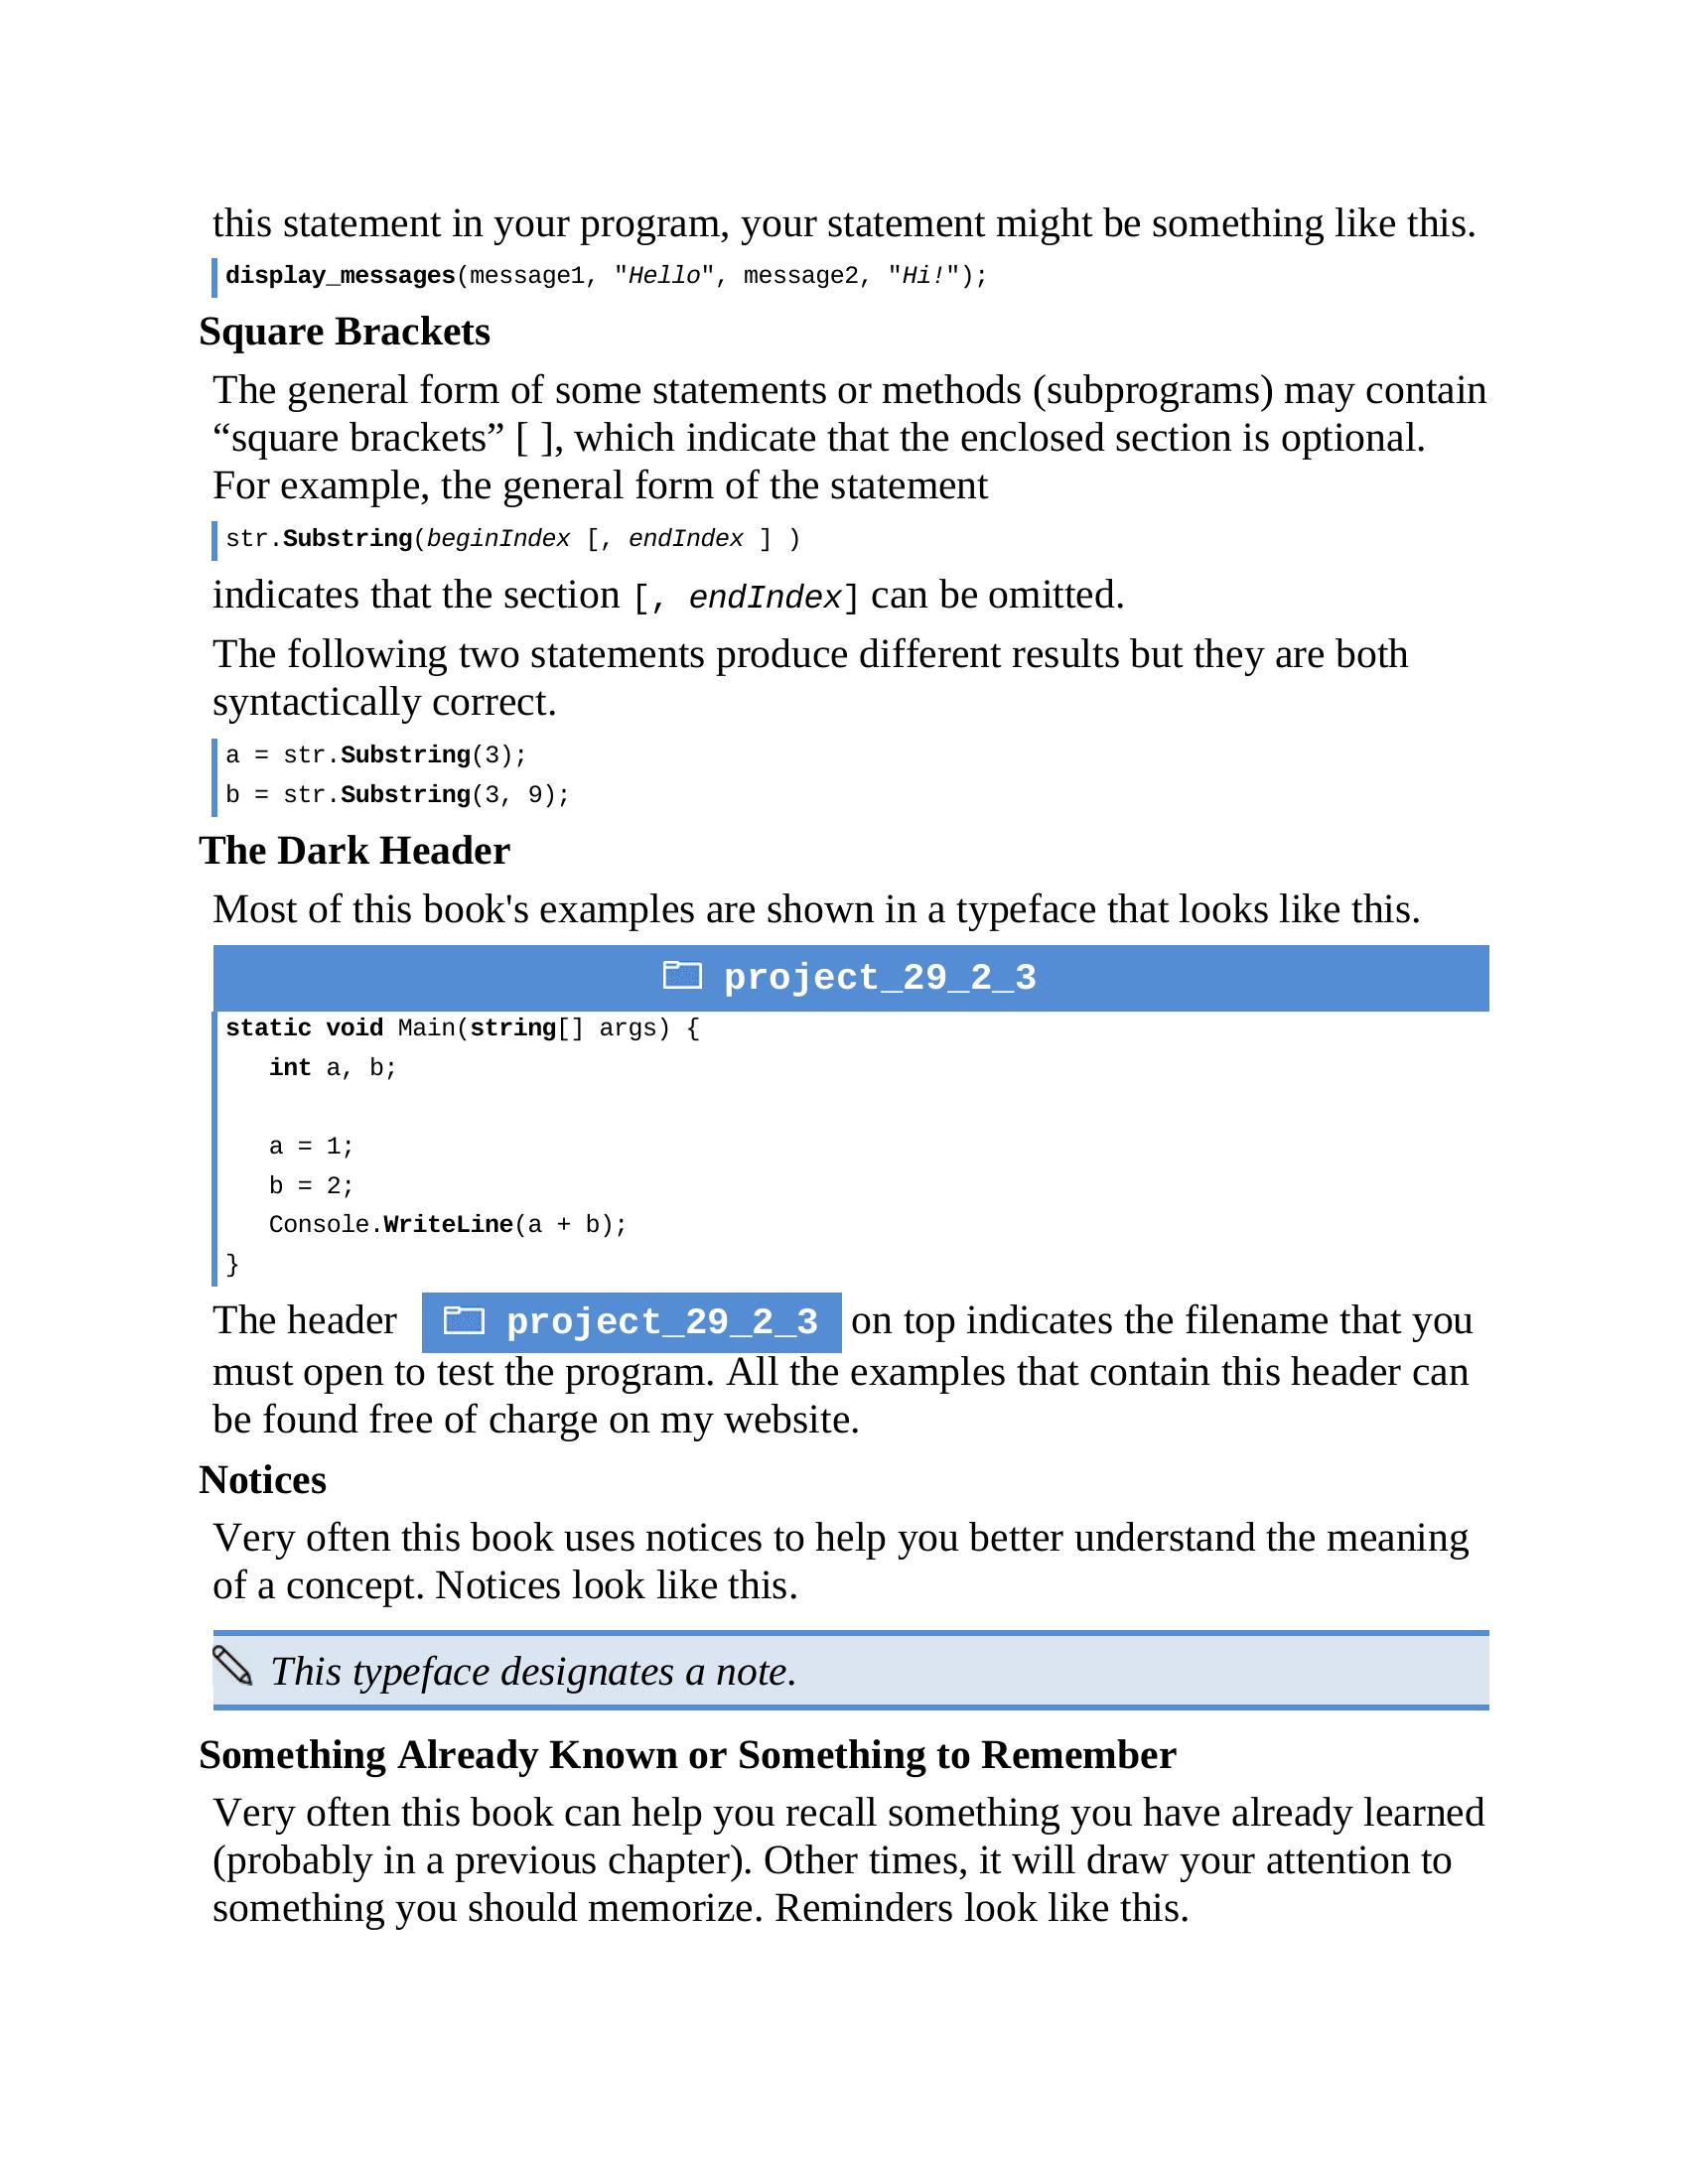 this statement in your program, your statement might be something like this.
display_messages(message1, "Hello", message2, "Hi!");
Square Brackets
The general form of some statements or methods (subprograms) may contain
“square brackets” [ ], which indicate that the enclosed section is optional.
For example, the general form of the statement
str.Substring(beginIndex [, endIndex ] )
indicates that the section [, endIndex] can be omitted.
The following two statements produce different results but they are both
syntactically correct.
a = str.Substring(3);
b = str.Substring(3, 9);
The Dark Header
Most of this book's examples are shown in a typeface that looks like this.
project_29_2_3
static void Main(string[] args) {
   int a, b;

   a = 1;
   b = 2;
   Console.WriteLine(a + b);
}
The header project_29_2_3 on top indicates the filename that you
must open to test the program. All the examples that contain this header can
be found free of charge on my website.
Notices
Very often this book uses notices to help you better understand the meaning
of a concept. Notices look like this.
This typeface designates a note.
Something Already Known or Something to Remember
Very often this book can help you recall something you have already learned
(probably in a previous chapter). Other times, it will draw your attention to
something you should memorize. Reminders look like this.